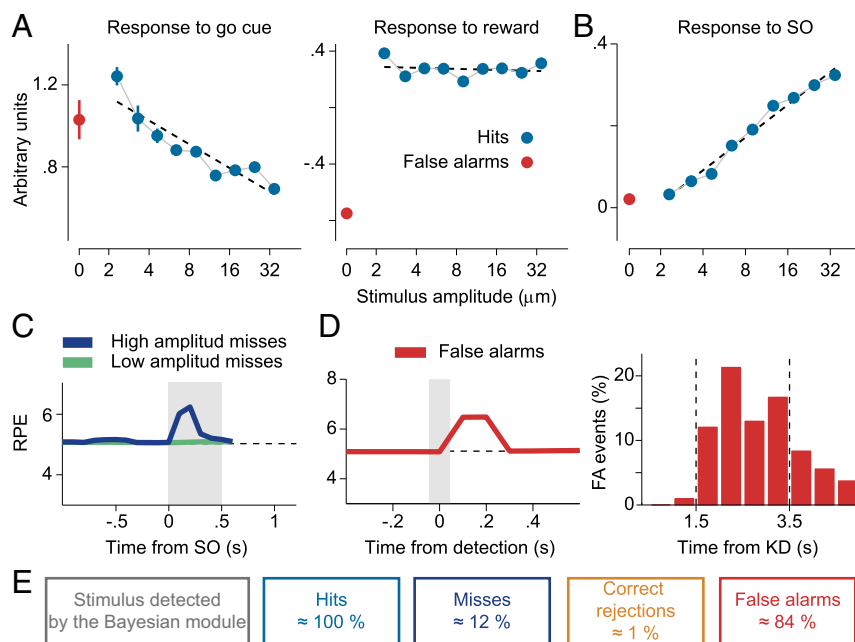 A
Response to go cue
Response to reward
B
Response to SO
Arbitrary units
1.2
.8
.4
-.4
Hits
False alarms
.4
0
0 2 4 8 16 32
0 2 4 8 16 32
0 2 4 8 16 32
Stimulus amplitude (μm)
C
High amplitud misses
Low amplitud misses
RPE
6
4
-.5 0 .5 1
Time from SO (s)
D
False alarms
8
6
4
-.2 0 .2 .4
Time from detection (s)
FA events (%)
20
10
0
1.5 3.5
Time from KD (s)
E
Stimulus detected
by the Bayesian module
Hits
≈ 100 %
Misses
≈ 12 %
Correct
rejections
≈ 1 %
False alarms
≈ 84 %